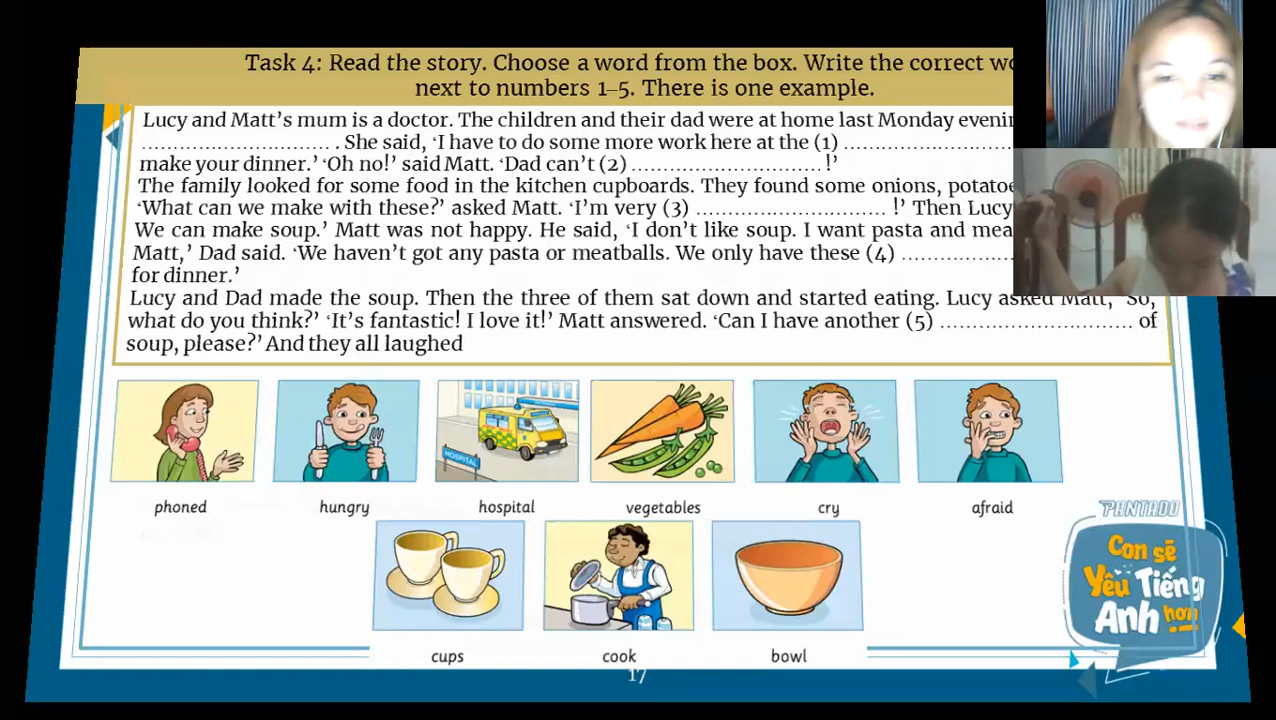 Task 4: Read the story. Choose a word from the box. Write the correct
next to numbers 1–5. There is one example.
Lucy and Matt's mum is a doctor. The children and their dad were at home last Monday
............................. . She said, 'I have to do some more work here at the (1) ..........................
make your dinner.' 'Oh no!' said Matt. 'Dad can't (2) ............................. !'
The family looked for some food in the kitchen cupboards. They found some onions,
'What can we make with these?' asked Matt. 'I'm very (3) ............................. !' Then Lucy
We can make soup.' Matt was not happy. He said, 'I don't like soup. I want pasta and
Matt,' Dad said. 'We haven't got any pasta or meatballs. We only have these (4) .................
for dinner.'
Lucy and Dad made the soup. Then the three of them sat down and started eating. Lucy asked Matt, 'So,
what do you think?' 'It's fantastic! I love it!' Matt answered. 'Can I have another (5) ............................. of
soup, please?' And they all laughed
HOSPITAL
phoned hungry hospital vegetables cry afraid
PANTADO
Con sẽ
Yêu Tiếng
Anh hơn
cups cook bowl
17